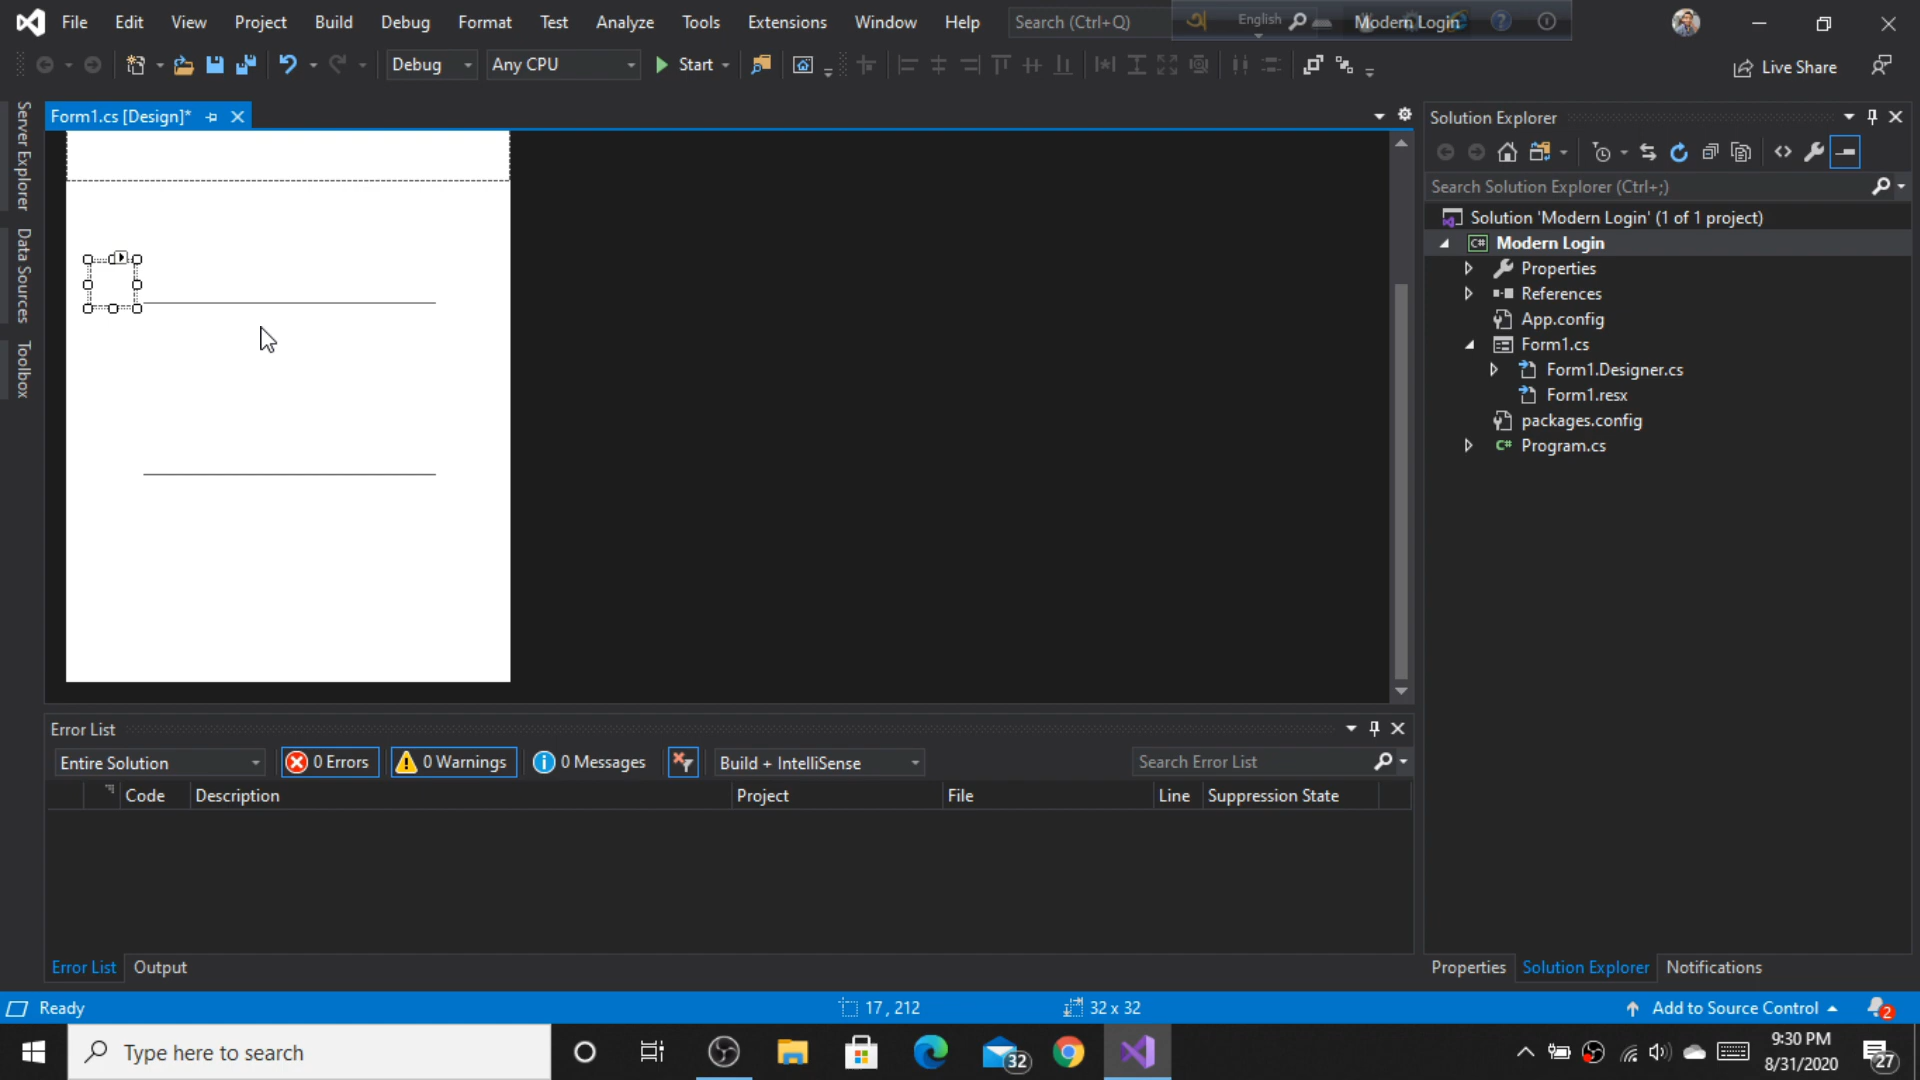 File Edit View Project Build Debug Format Test Analyze Tools Extensions Window Help Search (Ctrl+Q) English Modern Login
Debug Any CPU Start Live Share
Server Explorer
Data Sources
Toolbox
Form1.cs [Design]*
Solution Explorer
Search Solution Explorer (Ctrl+;)
Solution 'Modern Login' (1 of 1 project)
C# Modern Login
Properties
References
App.config
Form1.cs
Form1.Designer.cs
Form1.resx
packages.config
C# Program.cs
Error List
Entire Solution 0 Errors 0 Warnings 0 Messages Build + IntelliSense Search Error List
Code Description Project File Line Suppression State
Error List Output
Properties Solution Explorer Notifications
Ready 17, 212 32 x 32 Add to Source Control 2
Type here to search 32 9:30 PM
8/31/2020 27